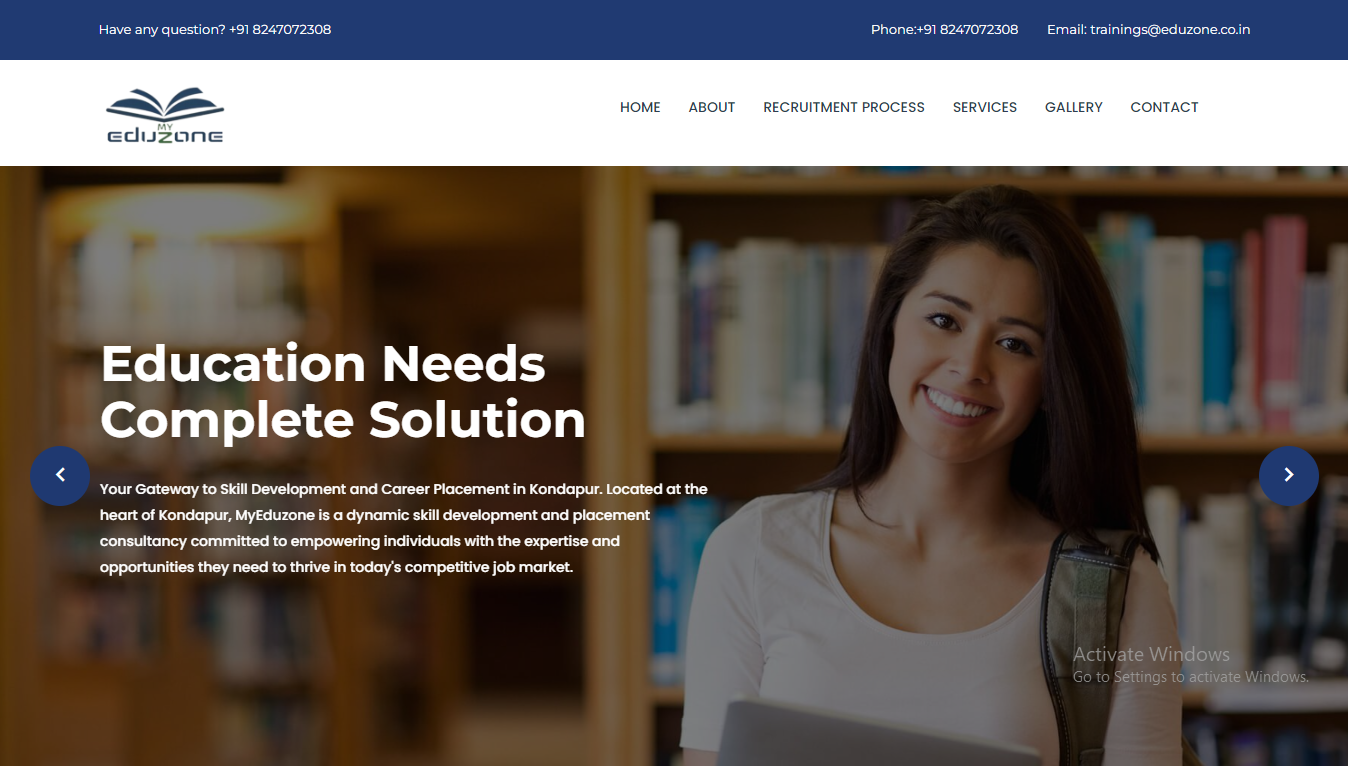 Have any question? +91 8247072308
Phone:+91 8247072308
Email: trainings@eduzone.co.in
MY
eduzone
HOME
ABOUT
RECRUITMENT PROCESS
SERVICES
GALLERY
CONTACT
Education Needs
Complete Solution
Your Gateway to Skill Development and Career Placement in Kondapur. Located at the
heart of Kondapur, MyEduzone is a dynamic skill development and placement
consultancy committed to empowering individuals with the expertise and
opportunities they need to thrive in today's competitive job market.
Activate Windows
Go to Settings to activate Windows.